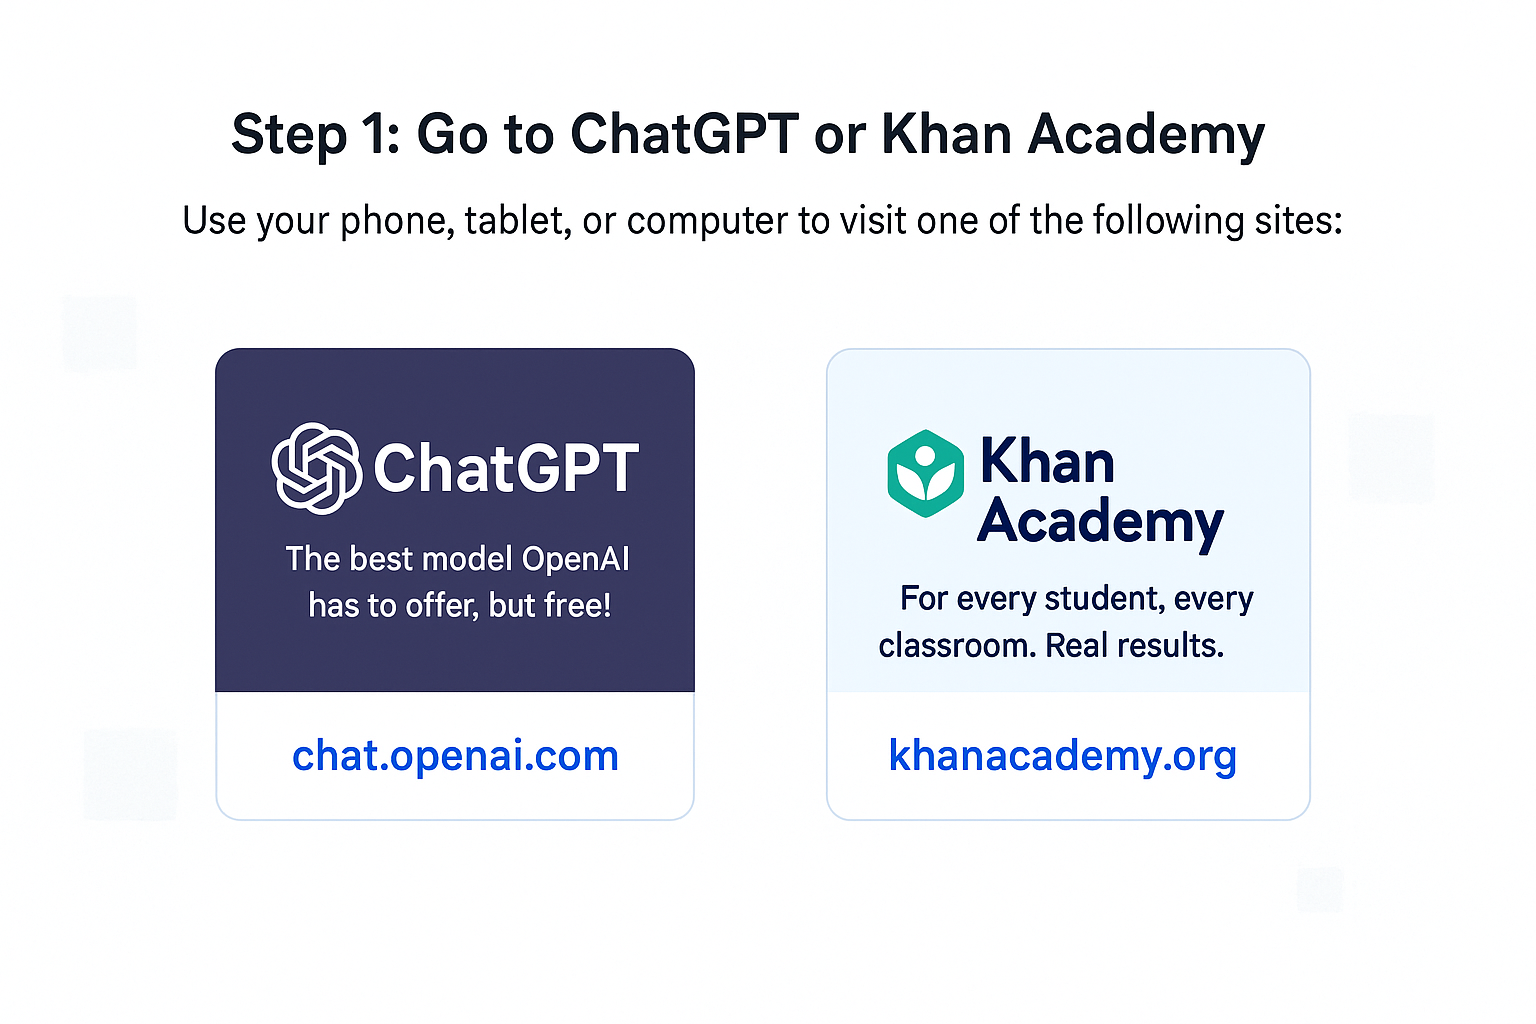 Step 1: Go to ChatGPT or Khan Academy
Use your phone, tablet, or computer to visit one of the following sites:
ChatGPT
The best model OpenAI
has to offer, but free!
chat.openai.com
Khan
Academy
For every student, every
classroom. Real results.
khanacademy.org